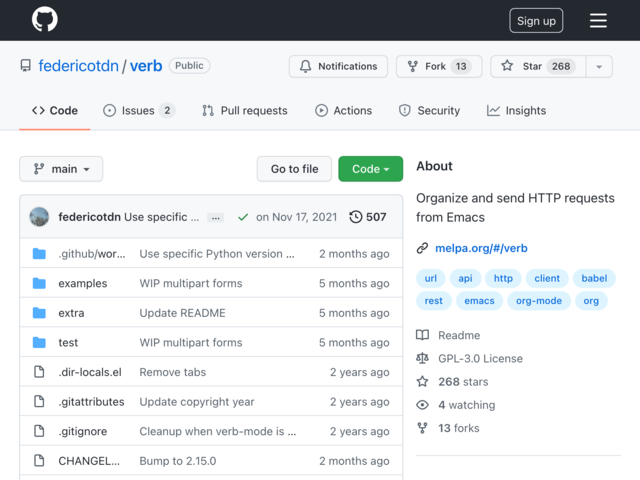 Sign up
federicotdn / verb Public
Notifications
Fork 13
Star 268
Code
Issues 2
Pull requests
Actions
Security
Insights
main
Go to file
Code
federicotdn Use specific ... ... on Nov 17, 2021 507
.github/wor... Use specific Python version ... 2 months ago
examples WIP multipart forms 5 months ago
extra Update README 5 months ago
test WIP multipart forms 5 months ago
.dir-locals.el Remove tabs 2 years ago
.gitattributes Update copyright year 2 years ago
.gitignore Cleanup when verb-mode is ... 2 years ago
CHANGEL... Bump to 2.15.0 2 months ago
About
Organize and send HTTP requests
from Emacs
melpa.org/#/verb
url api http client babel
rest emacs org-mode org
Readme
GPL-3.0 License
268 stars
4 watching
13 forks